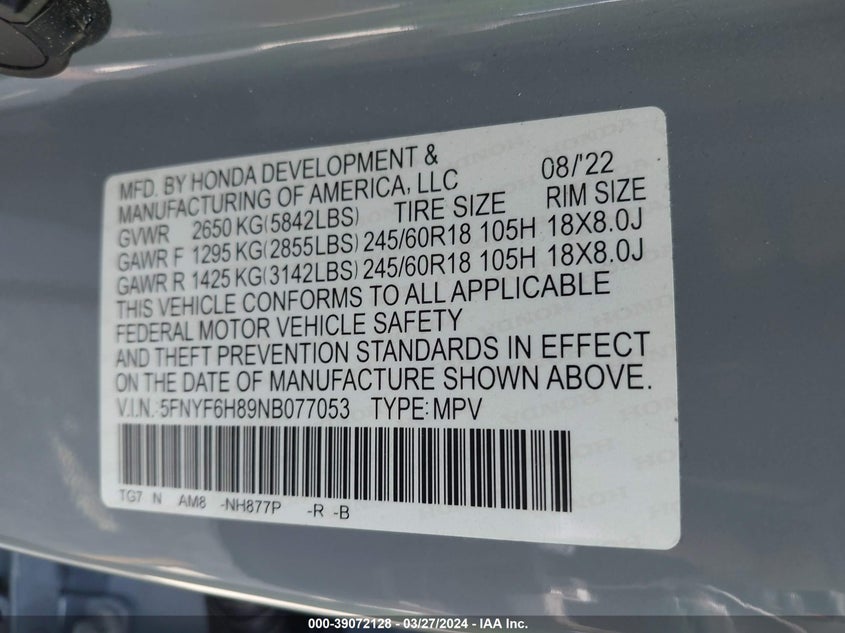 MFD. BY HONDA DEVELOPMENT & 08/'22
MANUFACTURING OF AMERICA, LLC
GVWR 2650 KG(5842LBS) TIRE SIZE RIM SIZE
GAWR F 1295 KG(2855LBS) 245/60R18 105H 18X8.0J
GAWR R 1425 KG(3142LBS) 245/60R18 105H 18X8.0J
THIS VEHICLE CONFORMS TO ALL APPLICABLE
FEDERAL MOTOR VEHICLE SAFETY
AND THEFT PREVENTION STANDARDS IN EFFECT
ON THE DATE OF MANUFACTURE SHOWN ABOVE.
V.I.N.: 5FNYF6H89NB077053 TYPE: MPV
TG7 N AM8 -NH877P -R -B
000-39072128 - 03/27/2024 - IAA Inc.